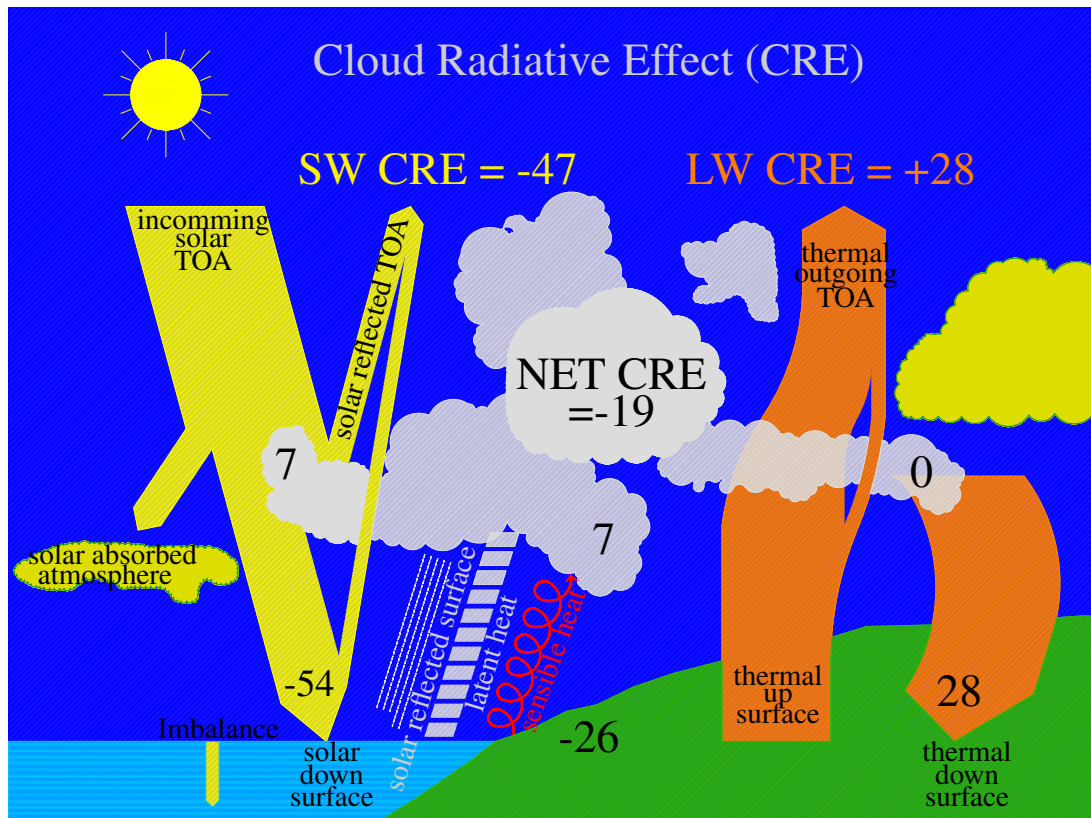 Cloud Radiative Effect (CRE)
SW CRE = -47
LW CRE = +28
incomming
solar
TOA
solar reflected TOA
thermal
outgoing
TOA
NET CRE
=-19
7
0
7
solar absorbed
atmosphere
solar reflected surface
latent heat
sensible heat
-54
thermal
up
surface
28
Imbalance
-26
solar
down
surface
thermal
down
surface